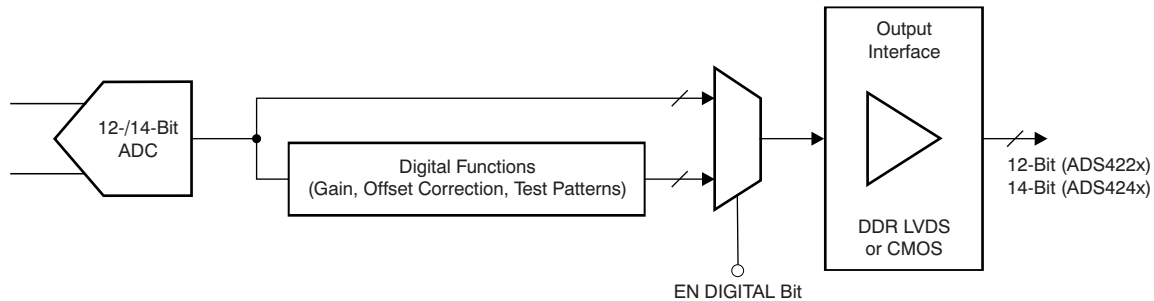 12-/14-Bit
ADC
Digital Functions
(Gain, Offset Correction, Test Patterns)
EN DIGITAL Bit
Output
Interface
DDR LVDS
or CMOS
12-Bit (ADS422x)
14-Bit (ADS424x)